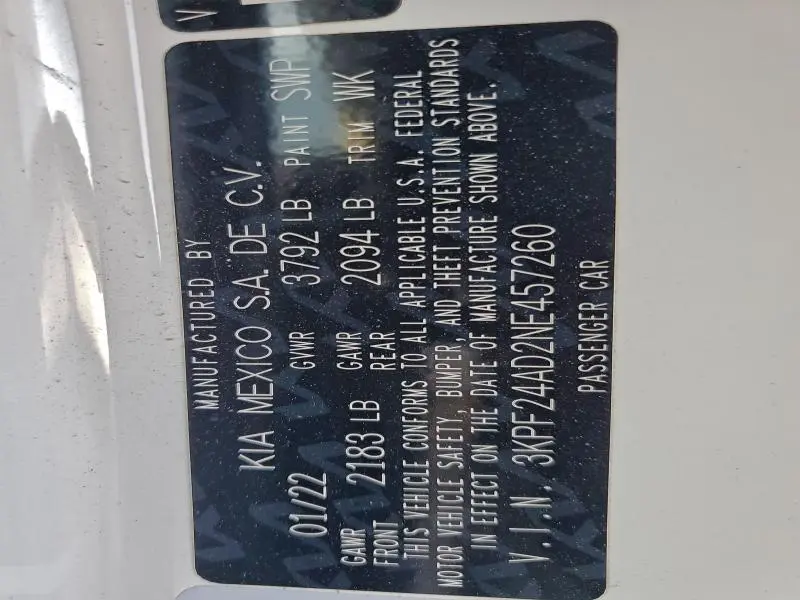 MANUFACTURED BY
KIA MEXICO S.A. DE C.V.
01/22 GVWR 3792 LB PAINT SWP
GAWR FRONT 2183 LB GAWR REAR 2094 LB TRIM WK
THIS VEHICLE CONFORMS TO ALL APPLICABLE U.S.A. FEDERAL
MOTOR VEHICLE SAFETY, BUMPER, AND THEFT PREVENTION STANDARDS
IN EFFECT ON THE DATE OF MANUFACTURE SHOWN ABOVE.
V.I.N. 3KPF24AD2NE457260
PASSENGER CAR